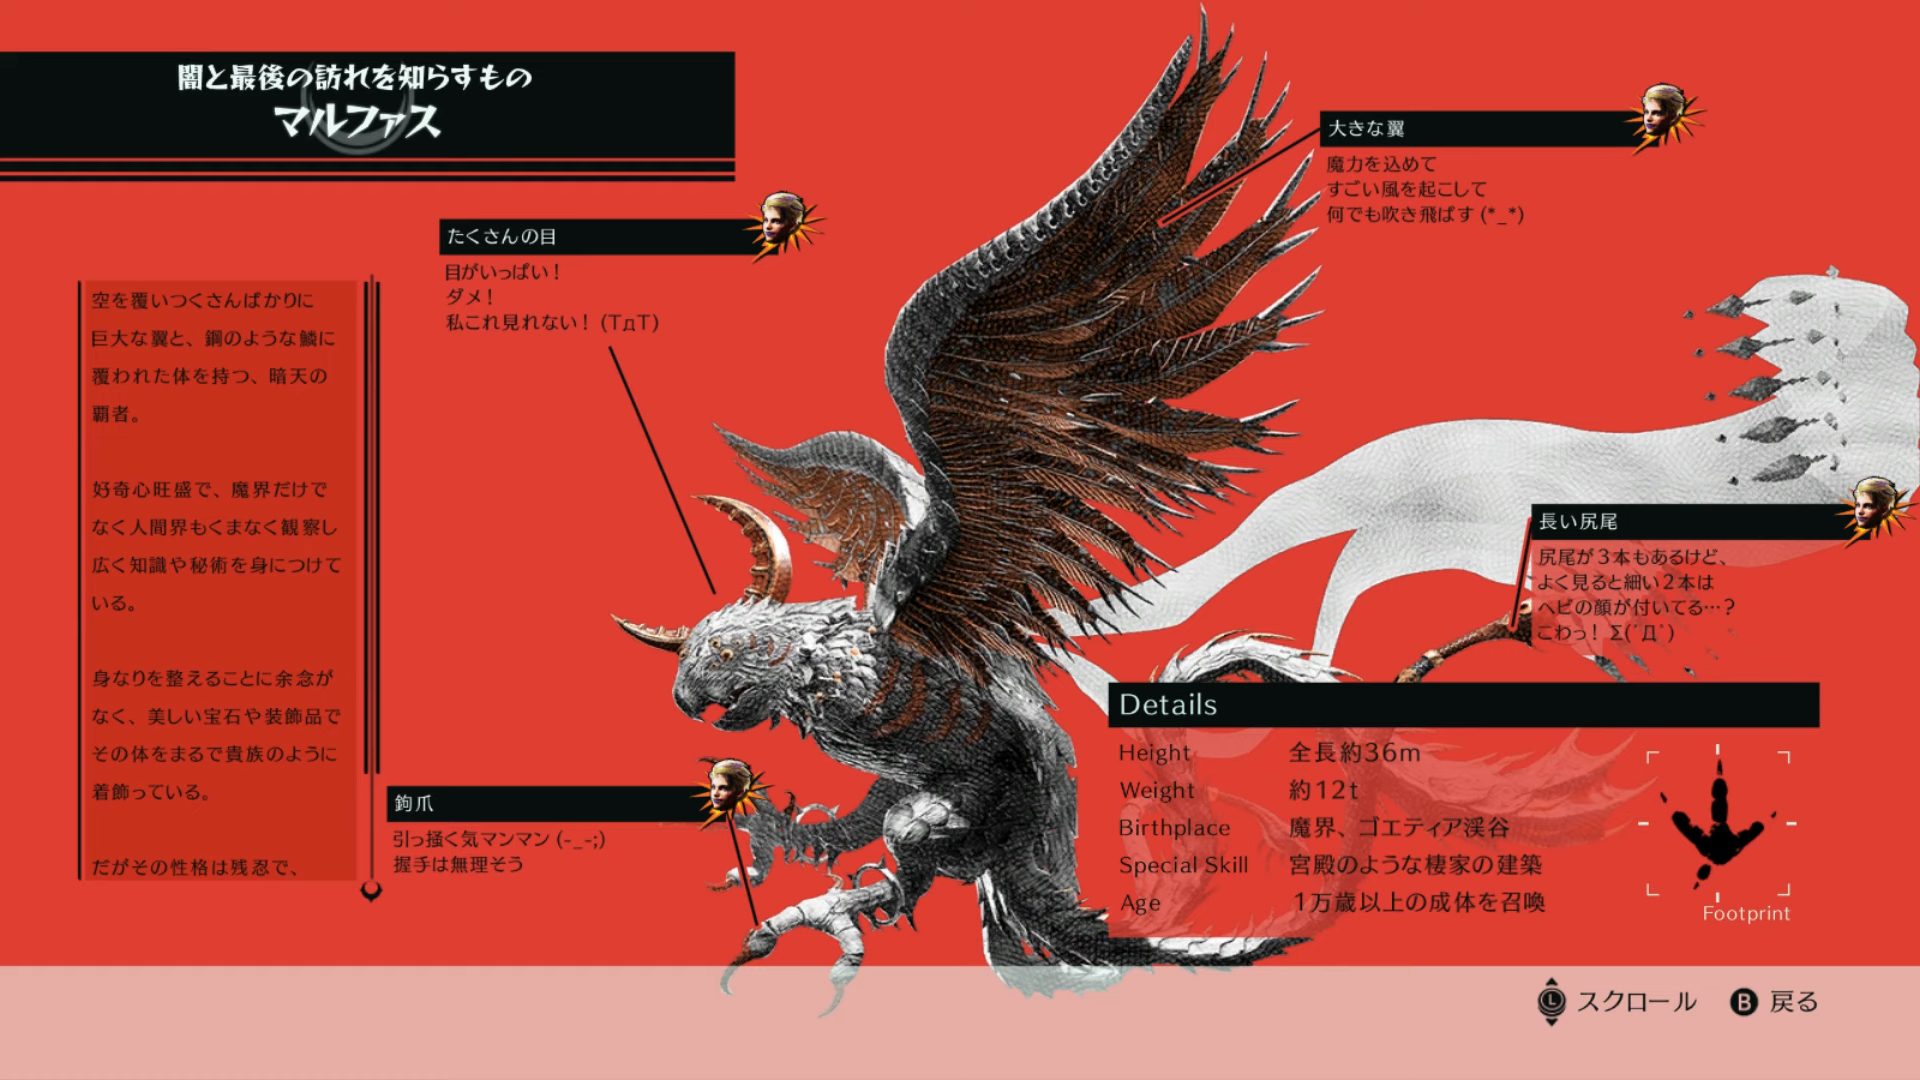 闇と最後の訪れを知らすもの
マルファス
大きな翼
魔力を込めて
すごい風を起こして
何でも吹き飛ばす (*_*)
たくさんの目
目がいっぱい！
ダメ！
私これ見れない！ (TДT)
空を覆いつくさんばかりに
巨大な翼と、鋼のような鱗に
覆われた体を持つ、暗天の
覇者。
好奇心旺盛で、魔界だけで
なく人間界もくまなく観察し
広く知識や秘術を身につけて
いる。
身なりを整えることに余念が
なく、美しい宝石や装飾品で
その体をまるで貴族のように
着飾っている。
だがその性格は残忍で、
長い尻尾
尻尾が３本もあるけど、
よく見ると細い２本は
ヘビの顔が付いてる…？
こわっ！ Σ(ﾟДﾟ)
鉤爪
引っ掻く気マンマン (-_-;)
握手は無理そう
Details
Height 全長約36m
Weight 約12t
Birthplace 魔界、ゴエティア渓谷
Special Skill 宮殿のような棲家の建築
Age 1万歳以上の成体を召喚
Footprint
L スクロール B 戻る